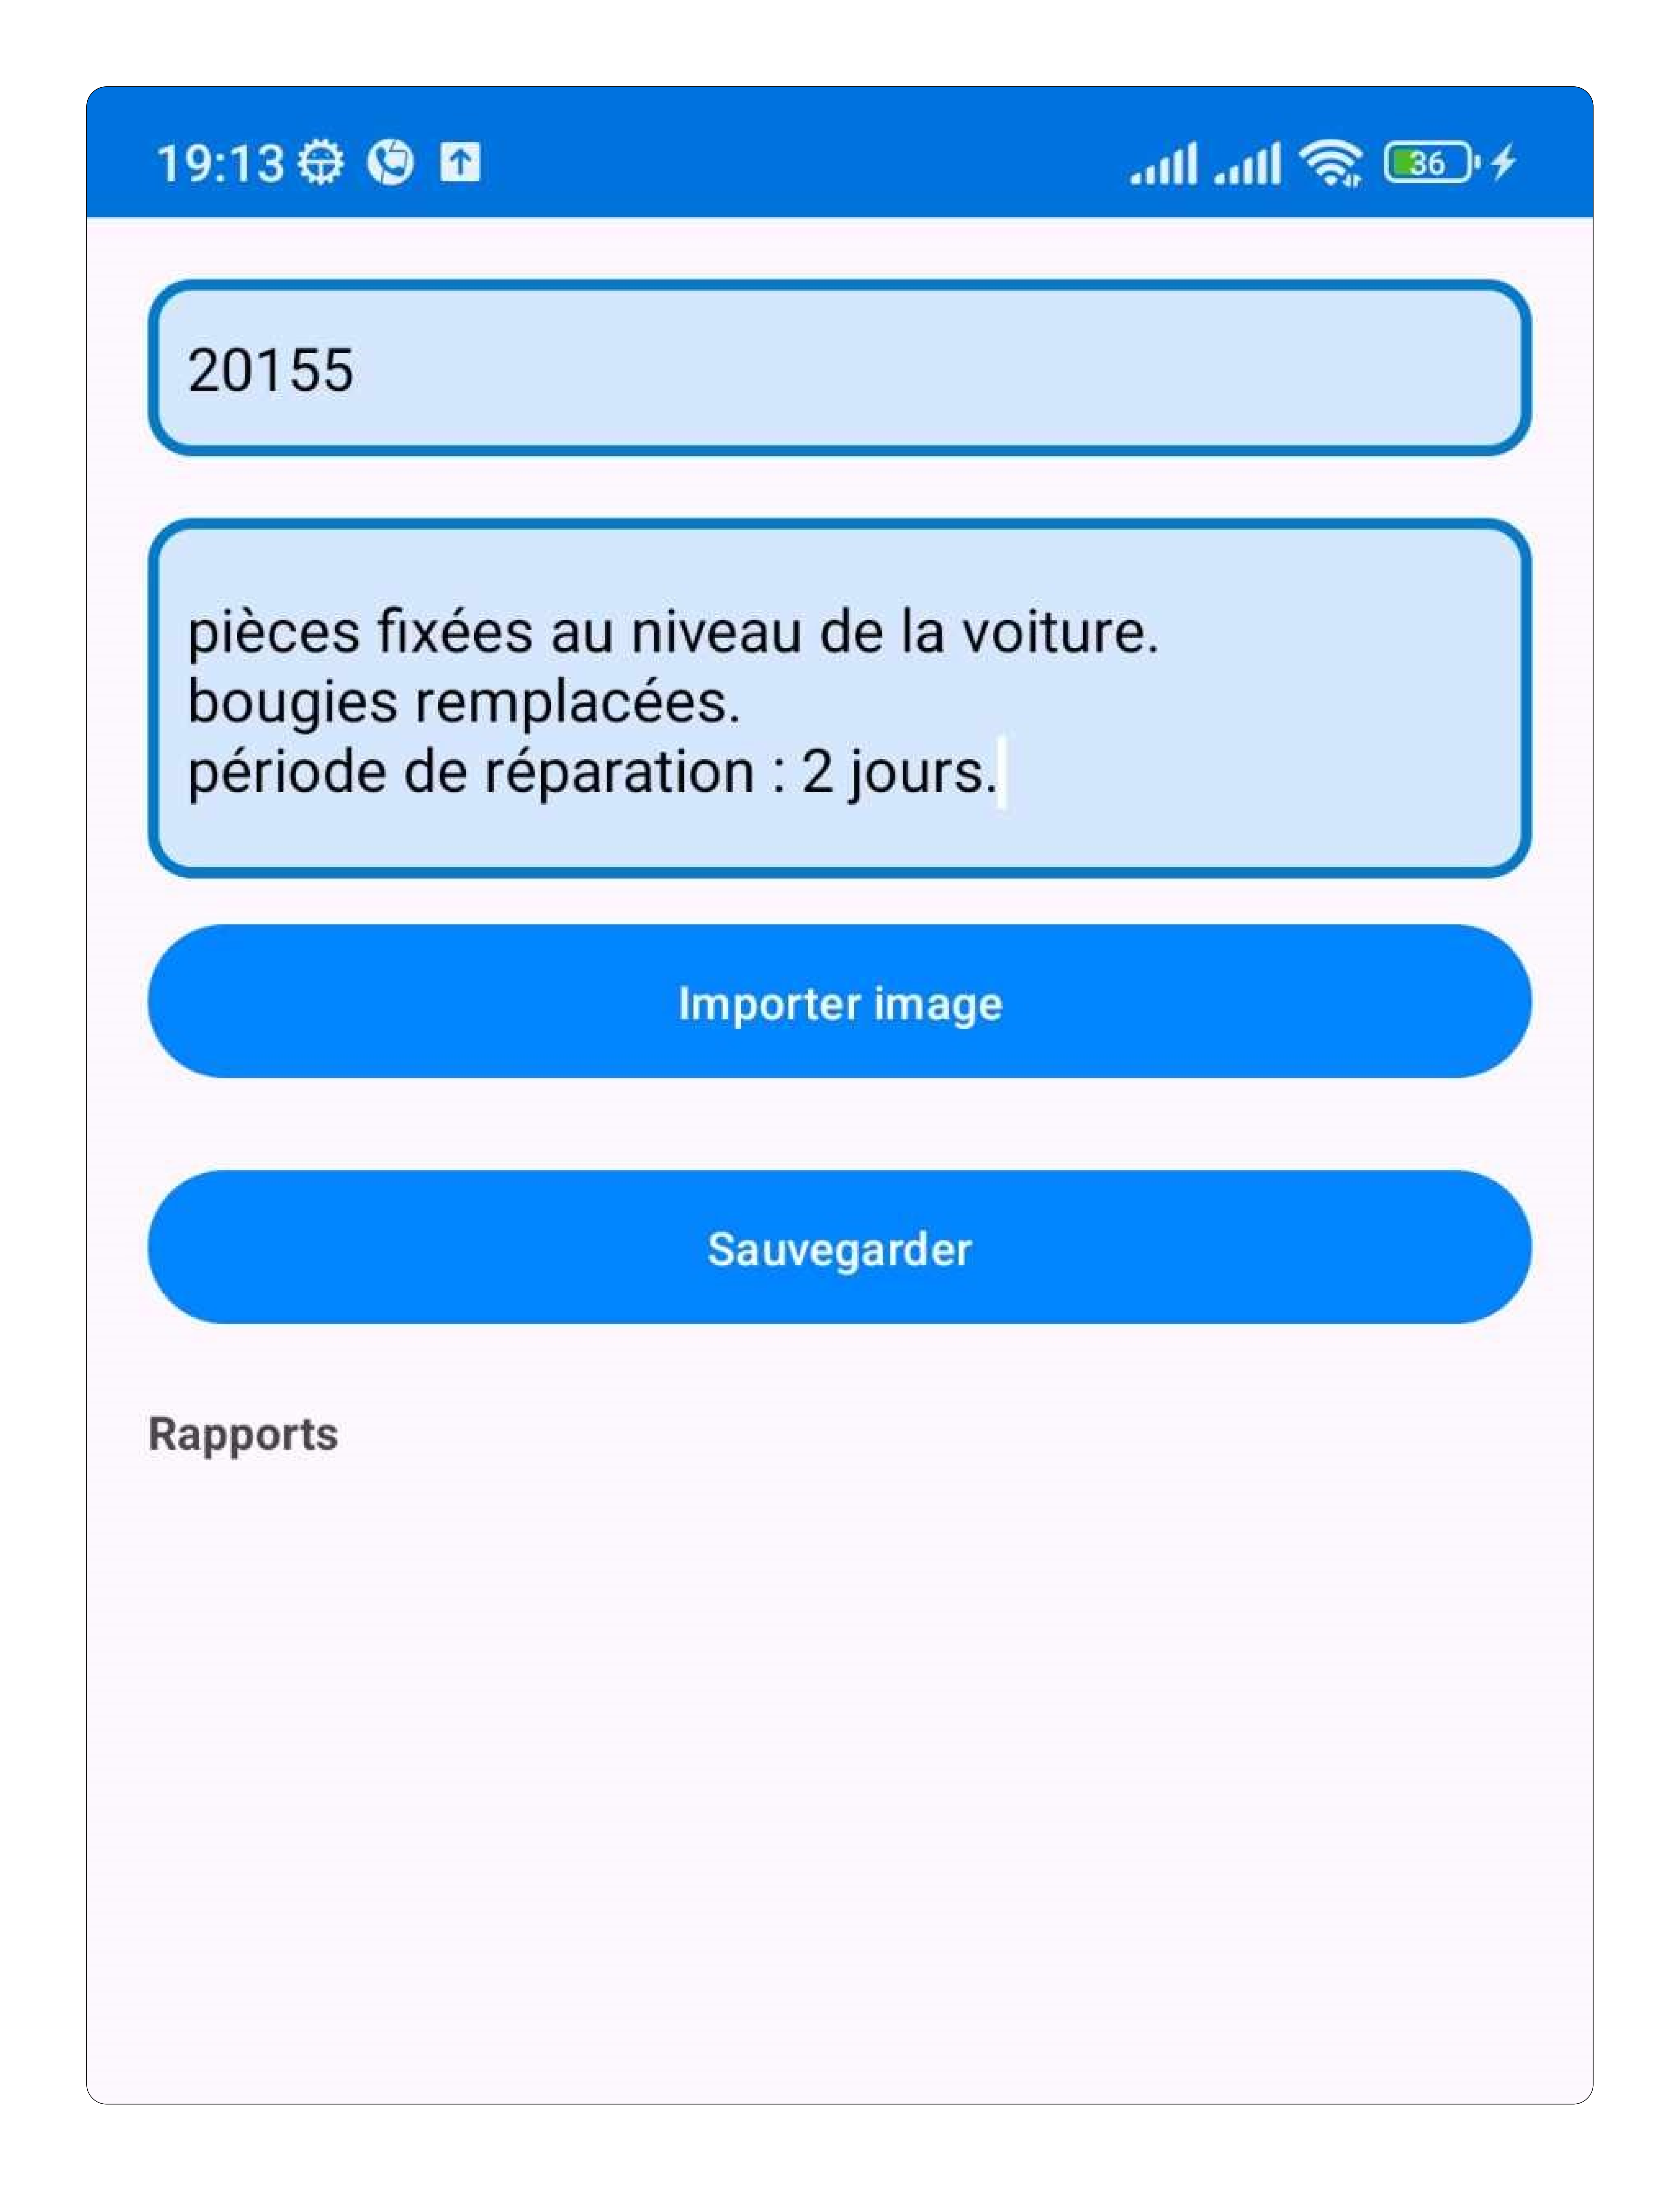 19:13
36
20155
pièces fixées au niveau de la voiture.
bougies remplacées.
période de réparation : 2 jours.
Importer image
Sauvegarder
Rapports